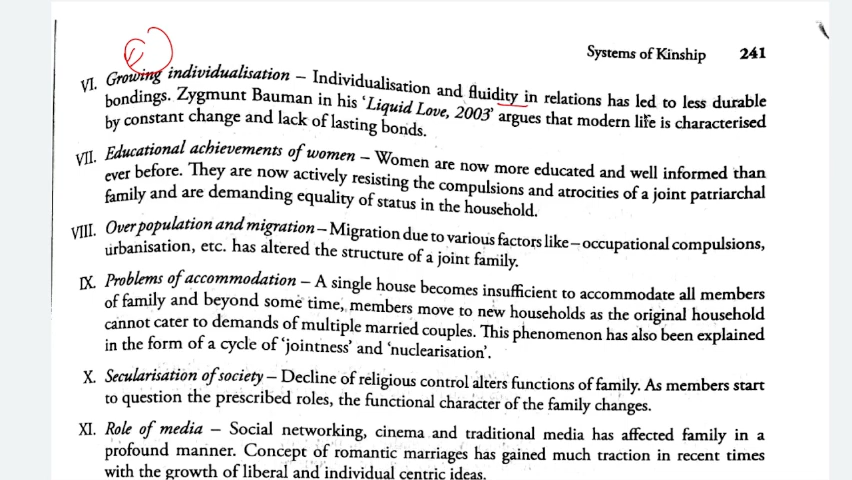 Systems of Kinship 241
VI. Growing individualisation – Individualisation and fluidity in relations has led to less durable
bondings. Zygmunt Bauman in his ‘Liquid Love, 2003’ argues that modern life is characterised
by constant change and lack of lasting bonds.
VII. Educational achievements of women – Women are now more educated and well informed than
ever before. They are now actively resisting the compulsions and atrocities of a joint patriarchal
family and are demanding equality of status in the household.
VIII. Over population and migration – Migration due to various factors like – occupational compulsions,
urbanisation, etc. has altered the structure of a joint family.
IX. Problems of accommodation – A single house becomes insufficient to accommodate all members
of family and beyond some time, members move to new households as the original household
cannot cater to demands of multiple married couples. This phenomenon has also been explained
in the form of a cycle of ‘jointness’ and ‘nuclearisation’.
X. Secularisation of society – Decline of religious control alters functions of family. As members start
to question the prescribed roles, the functional character of the family changes.
XI. Role of media – Social networking, cinema and traditional media has affected family in a
profound manner. Concept of romantic marriages has gained much traction in recent times
with the growth of liberal and individual centric ideas.